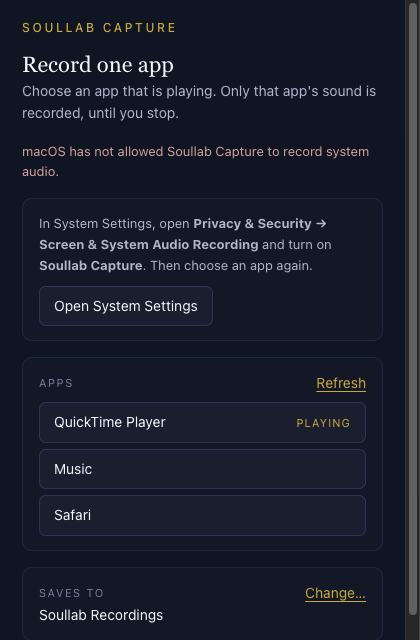 SOULLAB CAPTURE
Record one app
Choose an app that is playing. Only that app's sound is
recorded, until you stop.
macOS has not allowed Soullab Capture to record system
audio.
In System Settings, open Privacy & Security →
Screen & System Audio Recording and turn on
Soullab Capture. Then choose an app again.
Open System Settings
APPS
Refresh
QuickTime Player
PLAYING
Music
Safari
SAVES TO
Change...
Soullab Recordings